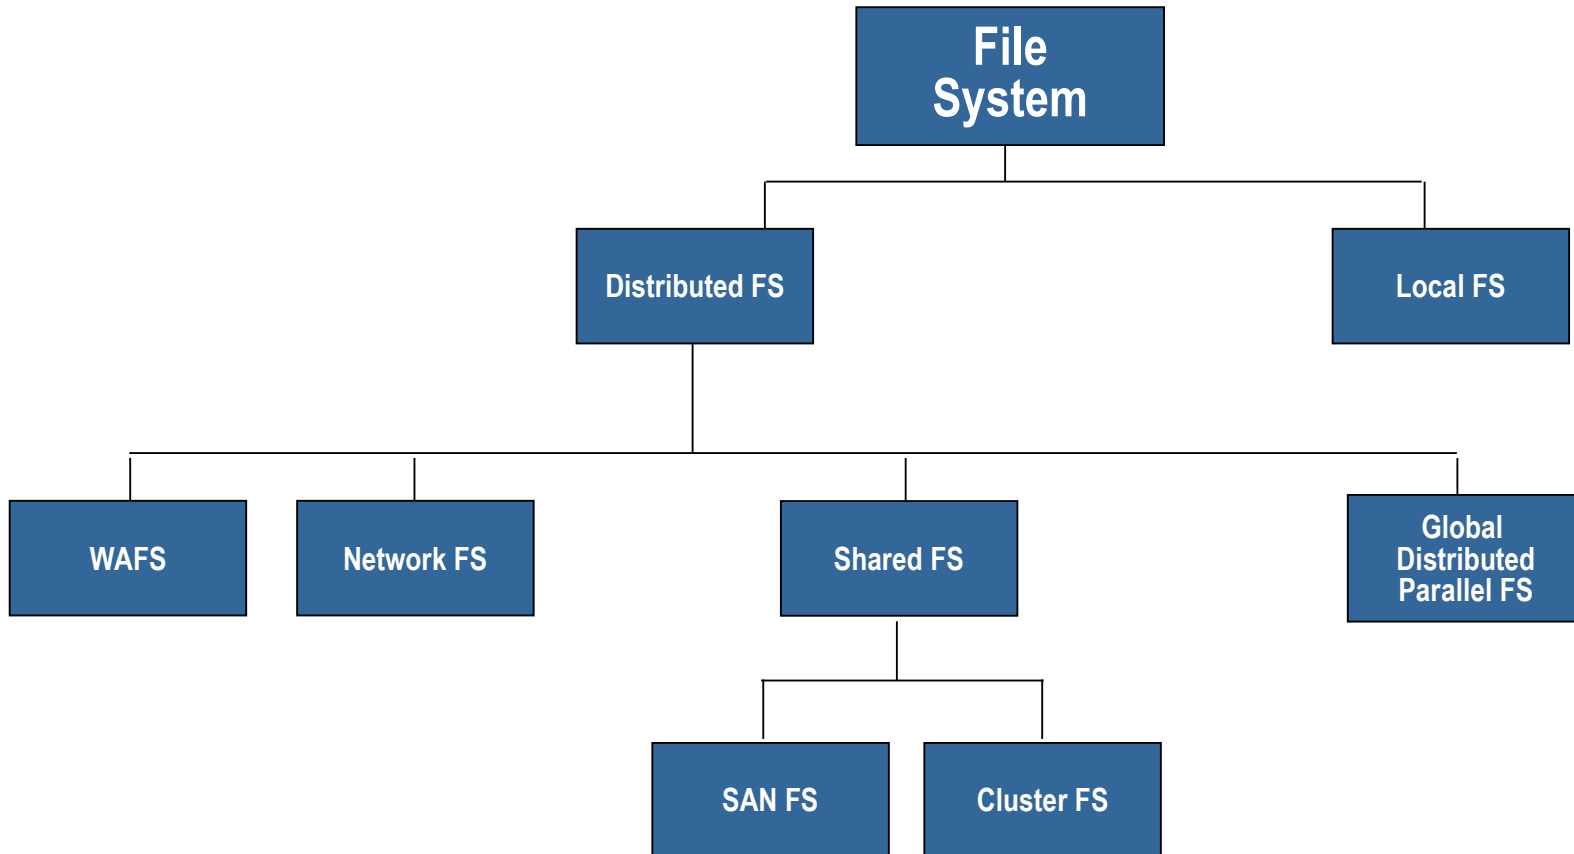 File
System
Distributed FS
Local FS
WAFS
Network FS
Shared FS
Global
Distributed
Parallel FS
SAN FS
Cluster FS